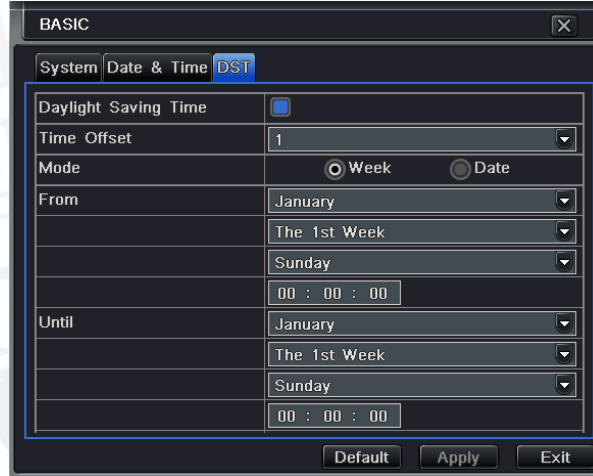 BASIC
System Date & Time DST
Daylight Saving Time
Time Offset 1
Mode Week Date
From January
The 1st Week
Sunday
00 : 00 : 00
Until January
The 1st Week
Sunday
00 : 00 : 00
Default Apply Exit